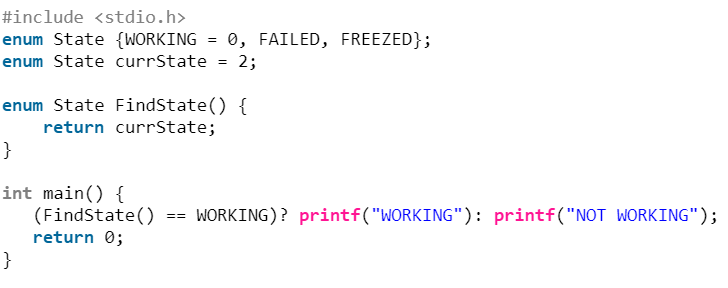 #include <stdio.h>
enum State {WORKING = 0, FAILED, FREEZED};
enum State currState = 2;

enum State FindState() {
    return currState;
}

int main() {
   (FindState() == WORKING)? printf("WORKING"): printf("NOT WORKING");
   return 0;
}